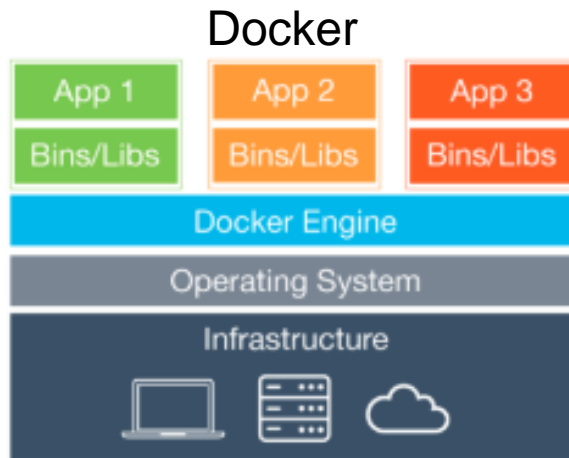 Docker
App 1 App 2 App 3
Bins/Libs Bins/Libs Bins/Libs
Docker Engine
Operating System
Infrastructure